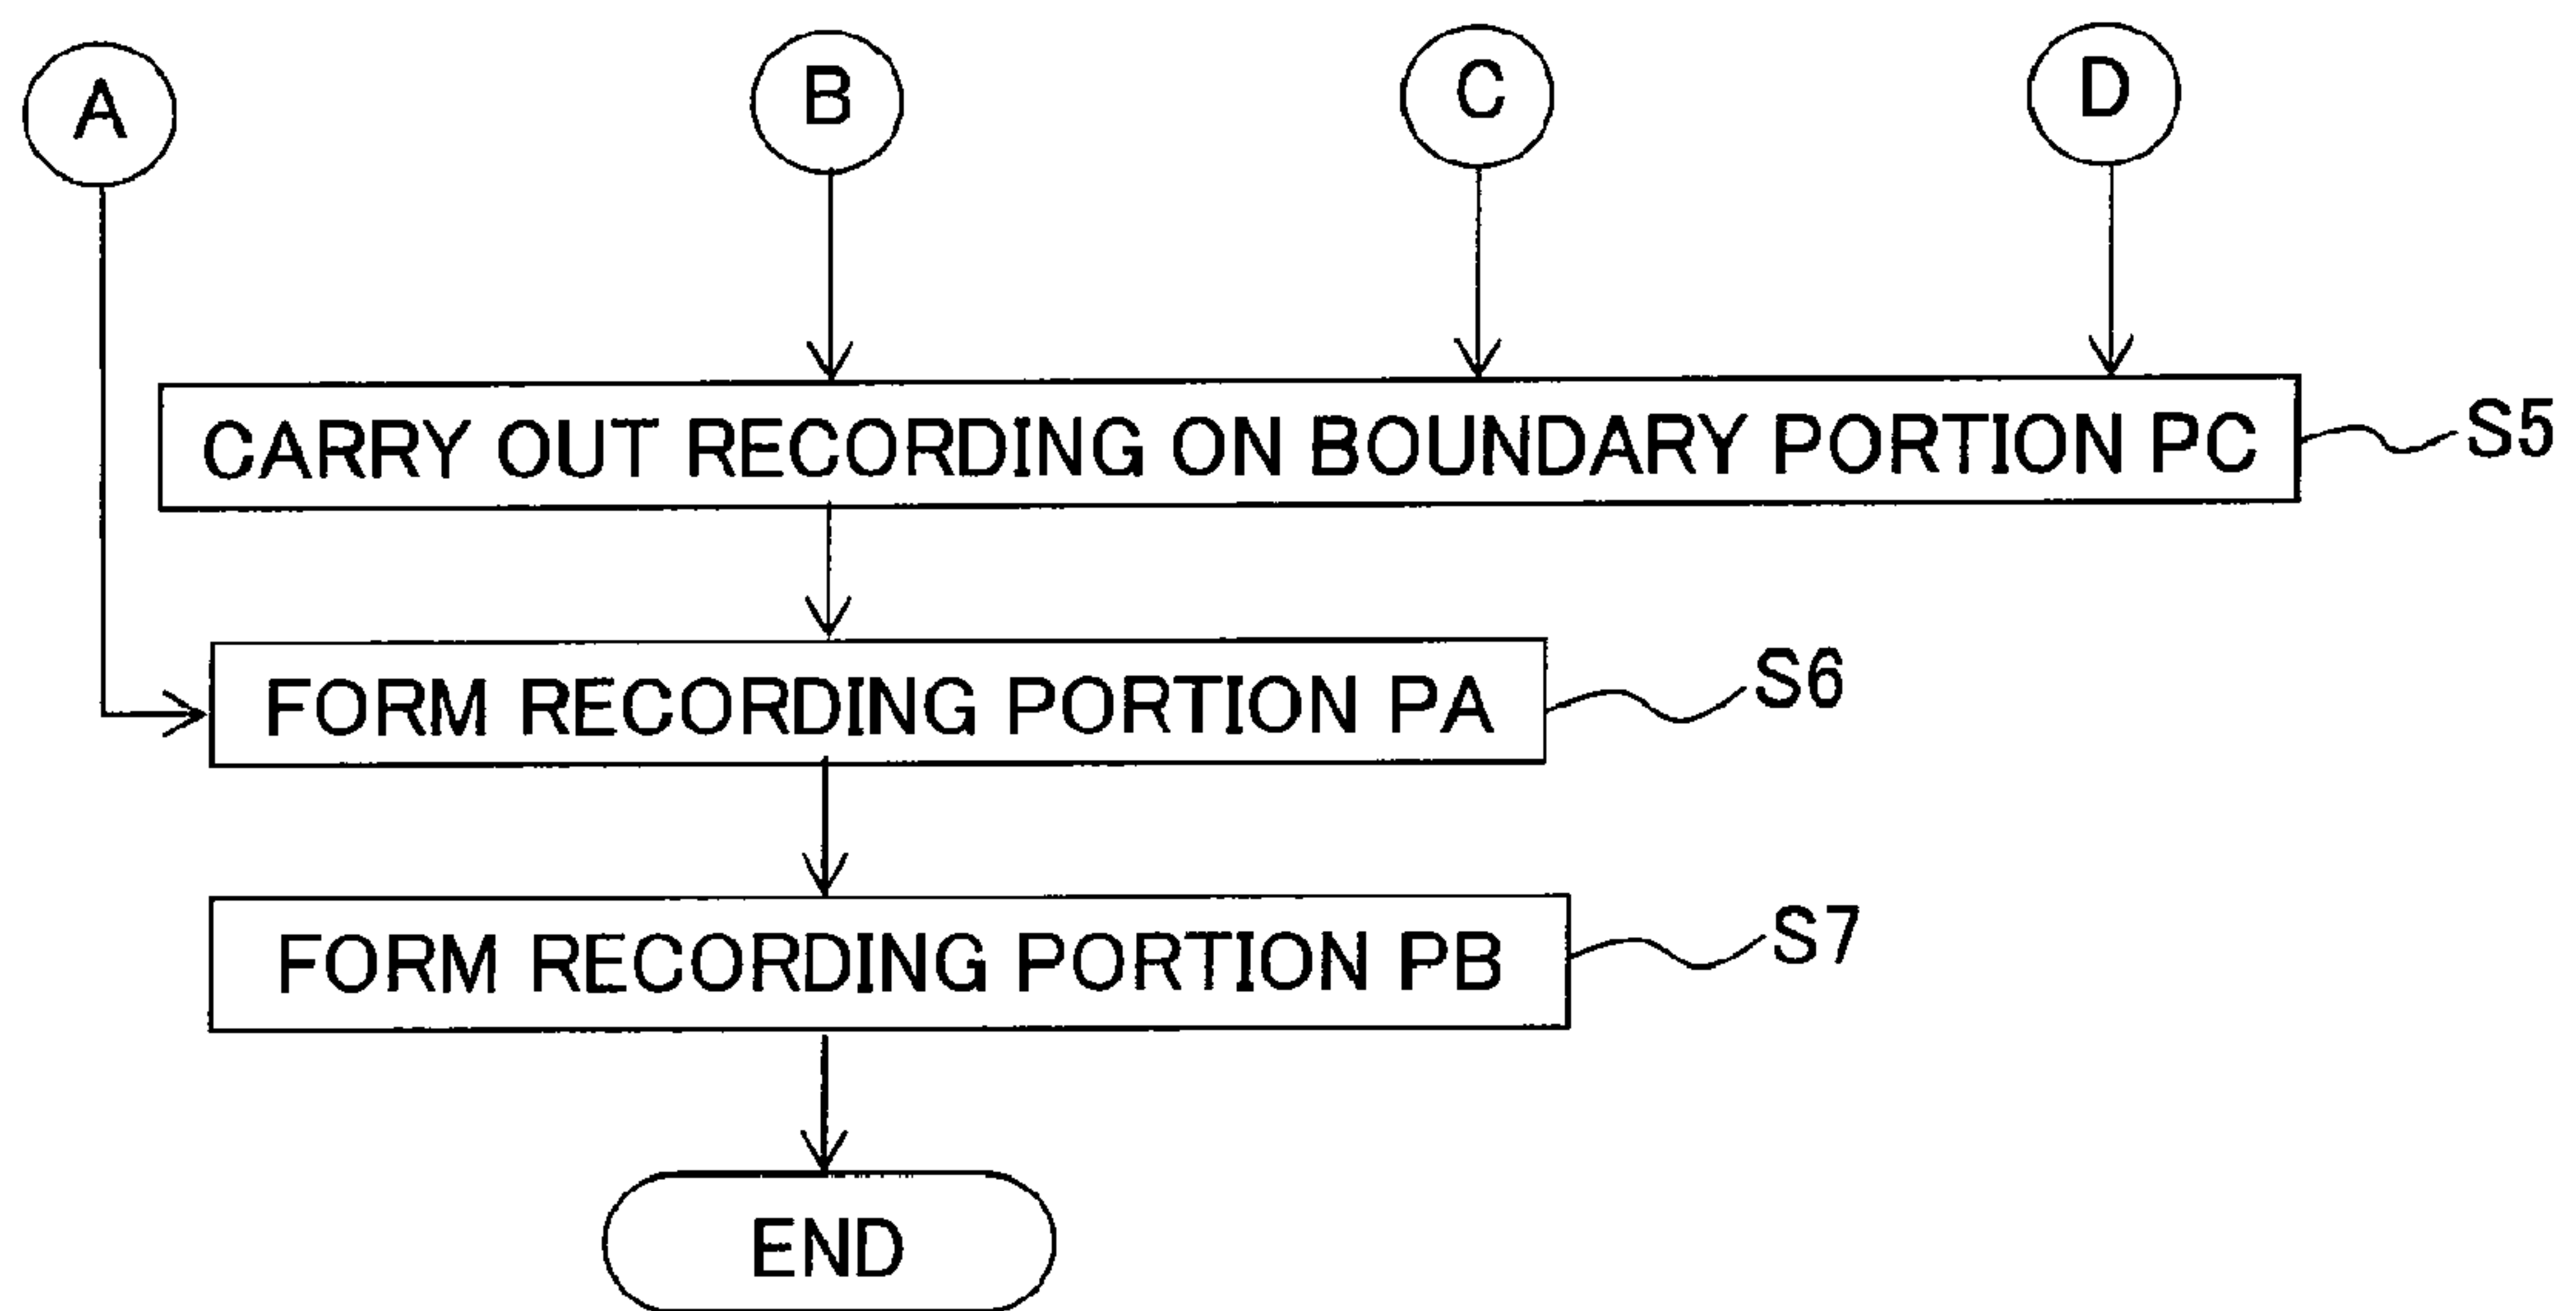 A
B
C
D
CARRY OUT RECORDING ON BOUNDARY PORTION PC
S5
FORM RECORDING PORTION PA
S6
FORM RECORDING PORTION PB
S7
END